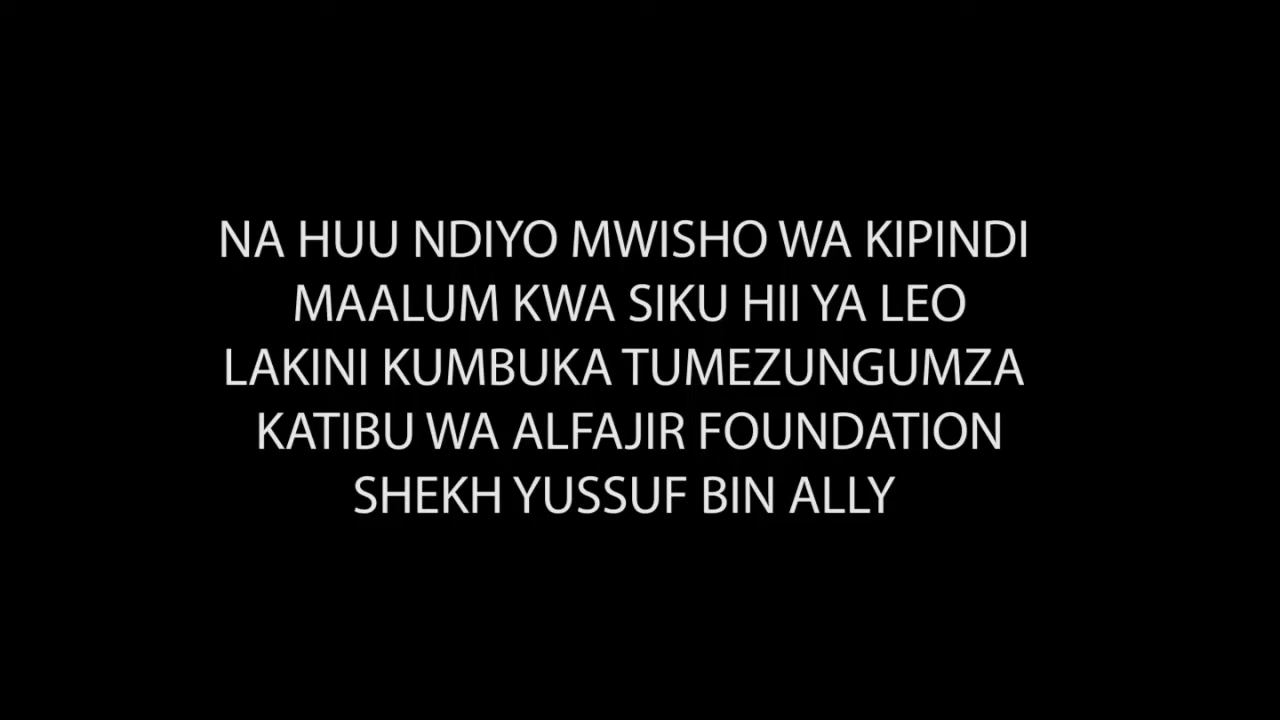 NA HUU NDIYO MWISHO WA KIPINDI
MAALUM KWA SIKU HII YA LEO
LAKINI KUMBUKA TUMEZUNGUMZA
KATIBU WA ALFAJIR FOUNDATION
SHEKH YUSSUF BIN ALLY